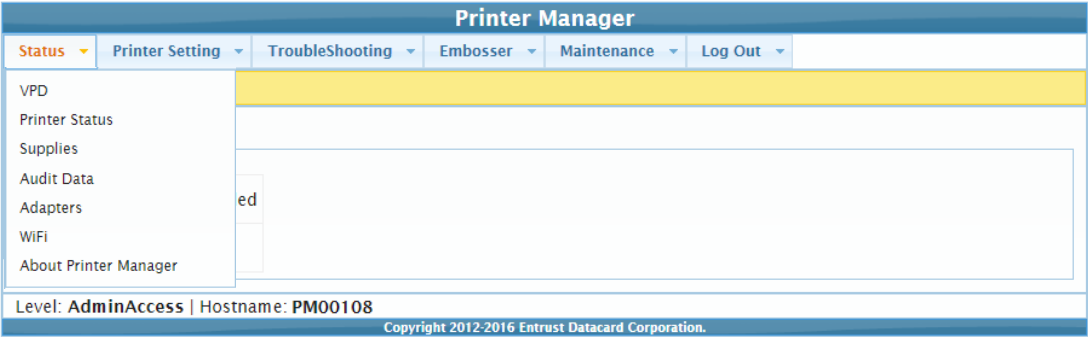 Printer Manager
Status Printer Setting TroubleShooting Embosser Maintenance Log Out
VPD
Printer Status
Supplies
Audit Data
Adapters
ed
WiFi
About Printer Manager
Level: AdminAccess | Hostname: PM00108
Copyright 2012-2016 Entrust Datacard Corporation.